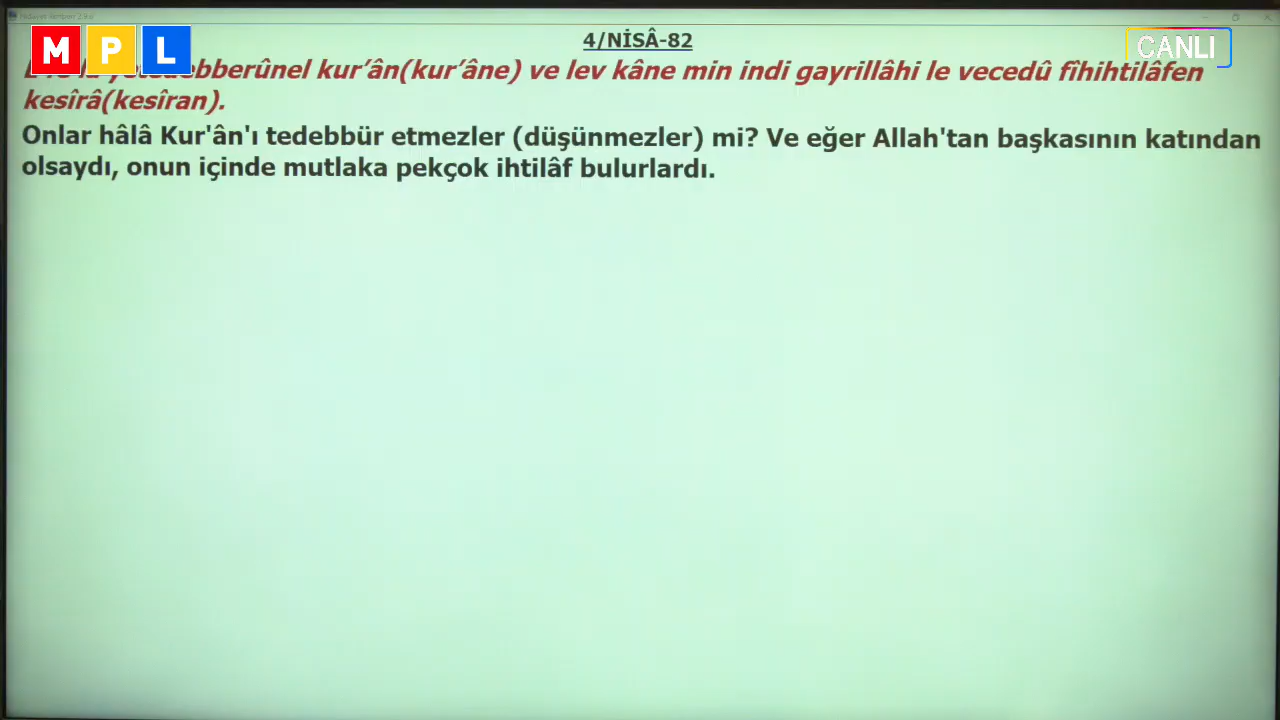 M P L
CANLI
4/NİSÂ-82
kur'ân(kur'âne) ve lev kâne min indi gayrillâhi le vecedû fîhihtilâfen
kesîrâ(kesîran).
Onlar hâlâ Kur'ân'ı tedebbür etmezler (düşünmezler) mi? Ve eğer Allah'tan başkasının katından
olsaydı, onun içinde mutlaka pekçok ihtilâf bulurlardı.